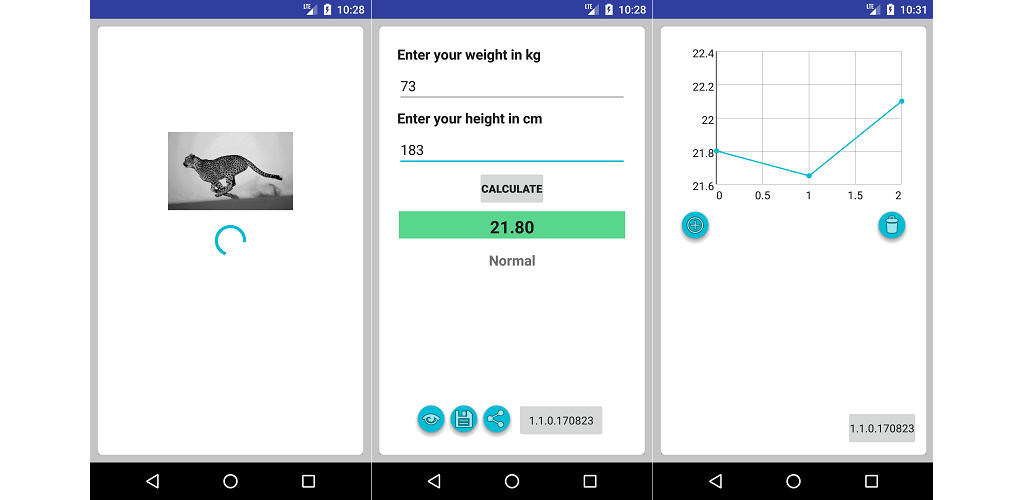 LTE 10:28
LTE 10:28
Enter your weight in kg
73
Enter your height in cm
183
CALCULATE
21.80
Normal
1.1.0.170823
LTE 10:31
22.4
22.2
22
21.8
21.6
0 0.5 1 1.5 2
1.1.0.170823